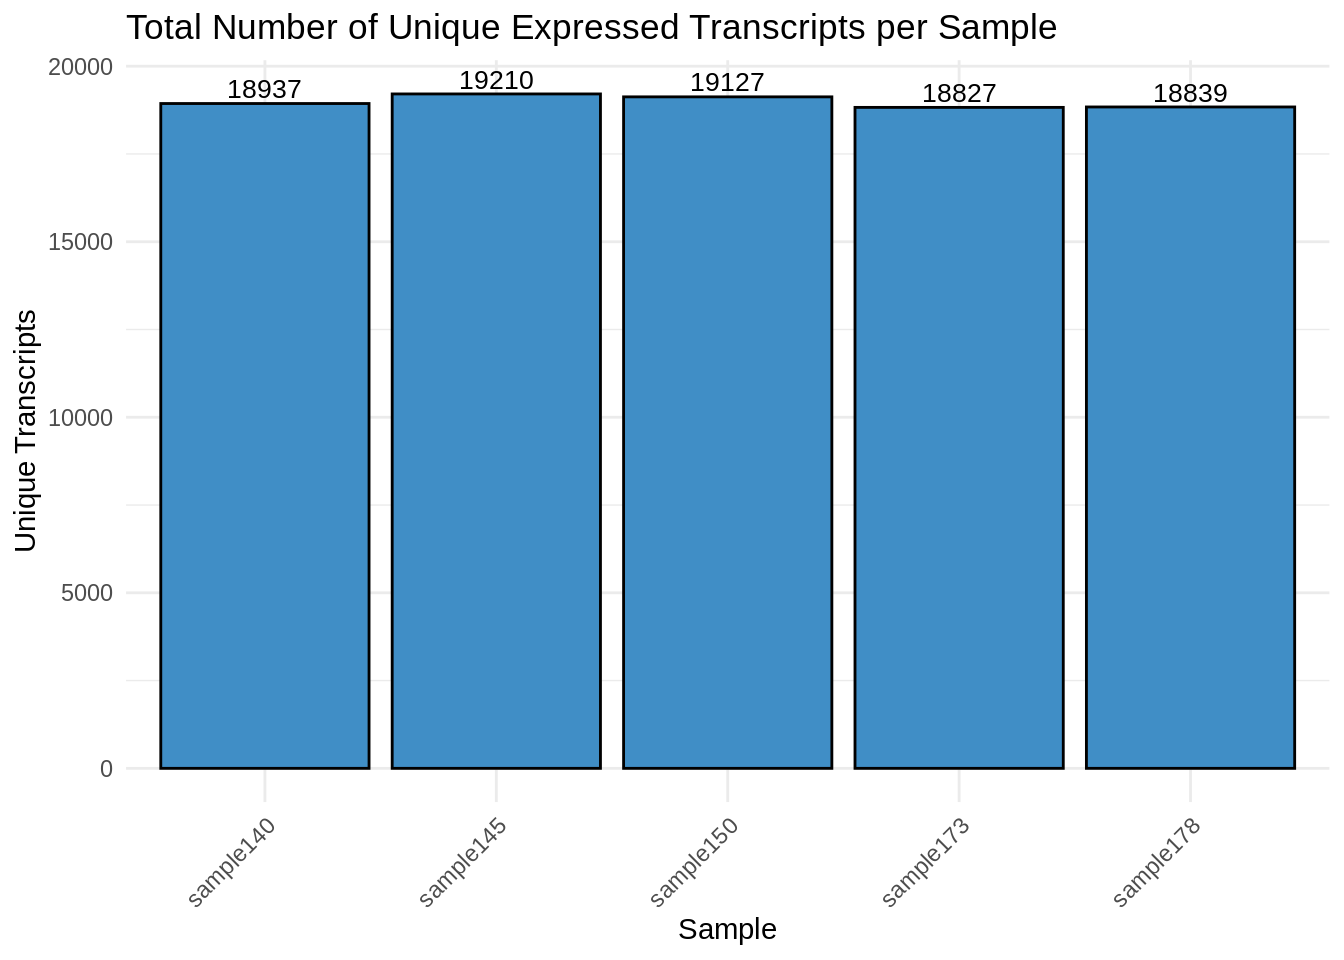 Total Number of Unique Expressed Transcripts per Sample
20000
15000
10000
5000
0
Unique Transcripts
18937
19210
19127
18827
18839
sample140
sample145
sample150
sample173
sample178
Sample